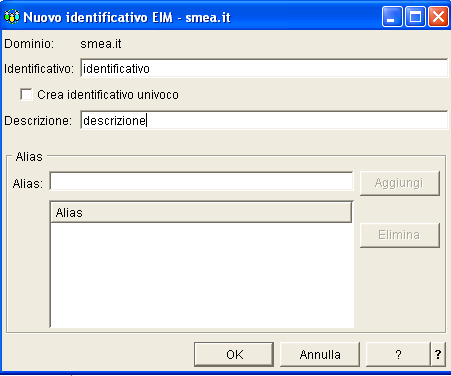 Nuovo identificativo EIM - smea.it
Dominio: smea.it
Identificativo: identificativo
Crea identificativo univoco
Descrizione: descrizione
Alias
Alias: Aggiungi
Alias
Elimina
OK Annulla ? ?